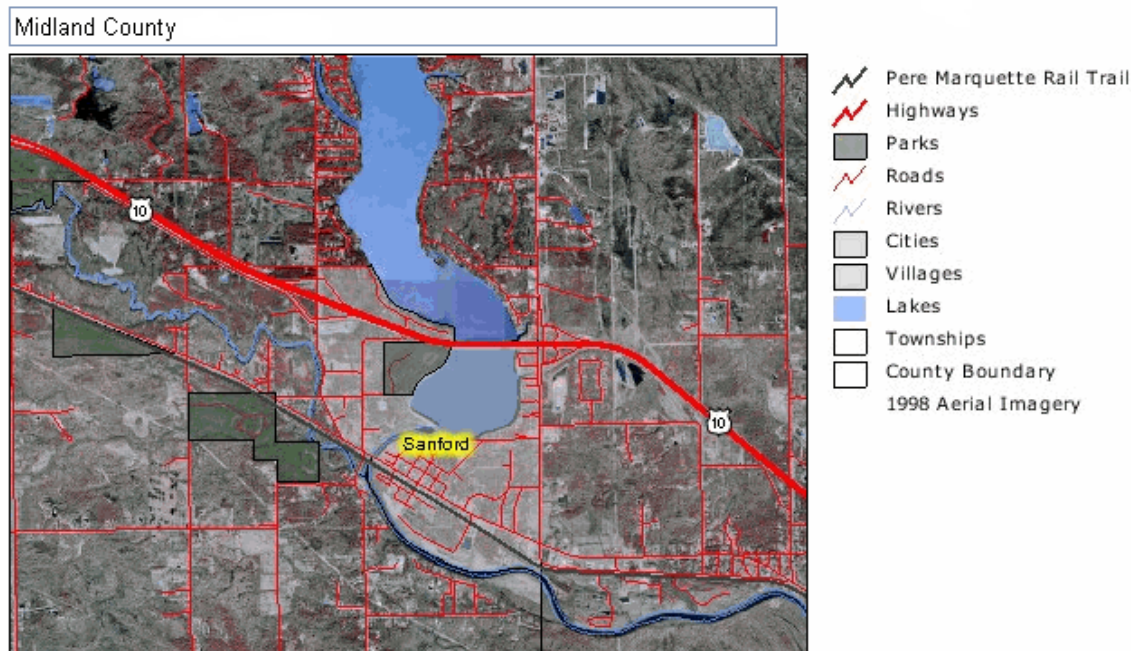 Midland County
Pere Marquette Rail Trail
Highways
Parks
Roads
Rivers
Cities
Villages
Lakes
Townships
County Boundary
1998 Aerial Imagery
10
10
Sanford